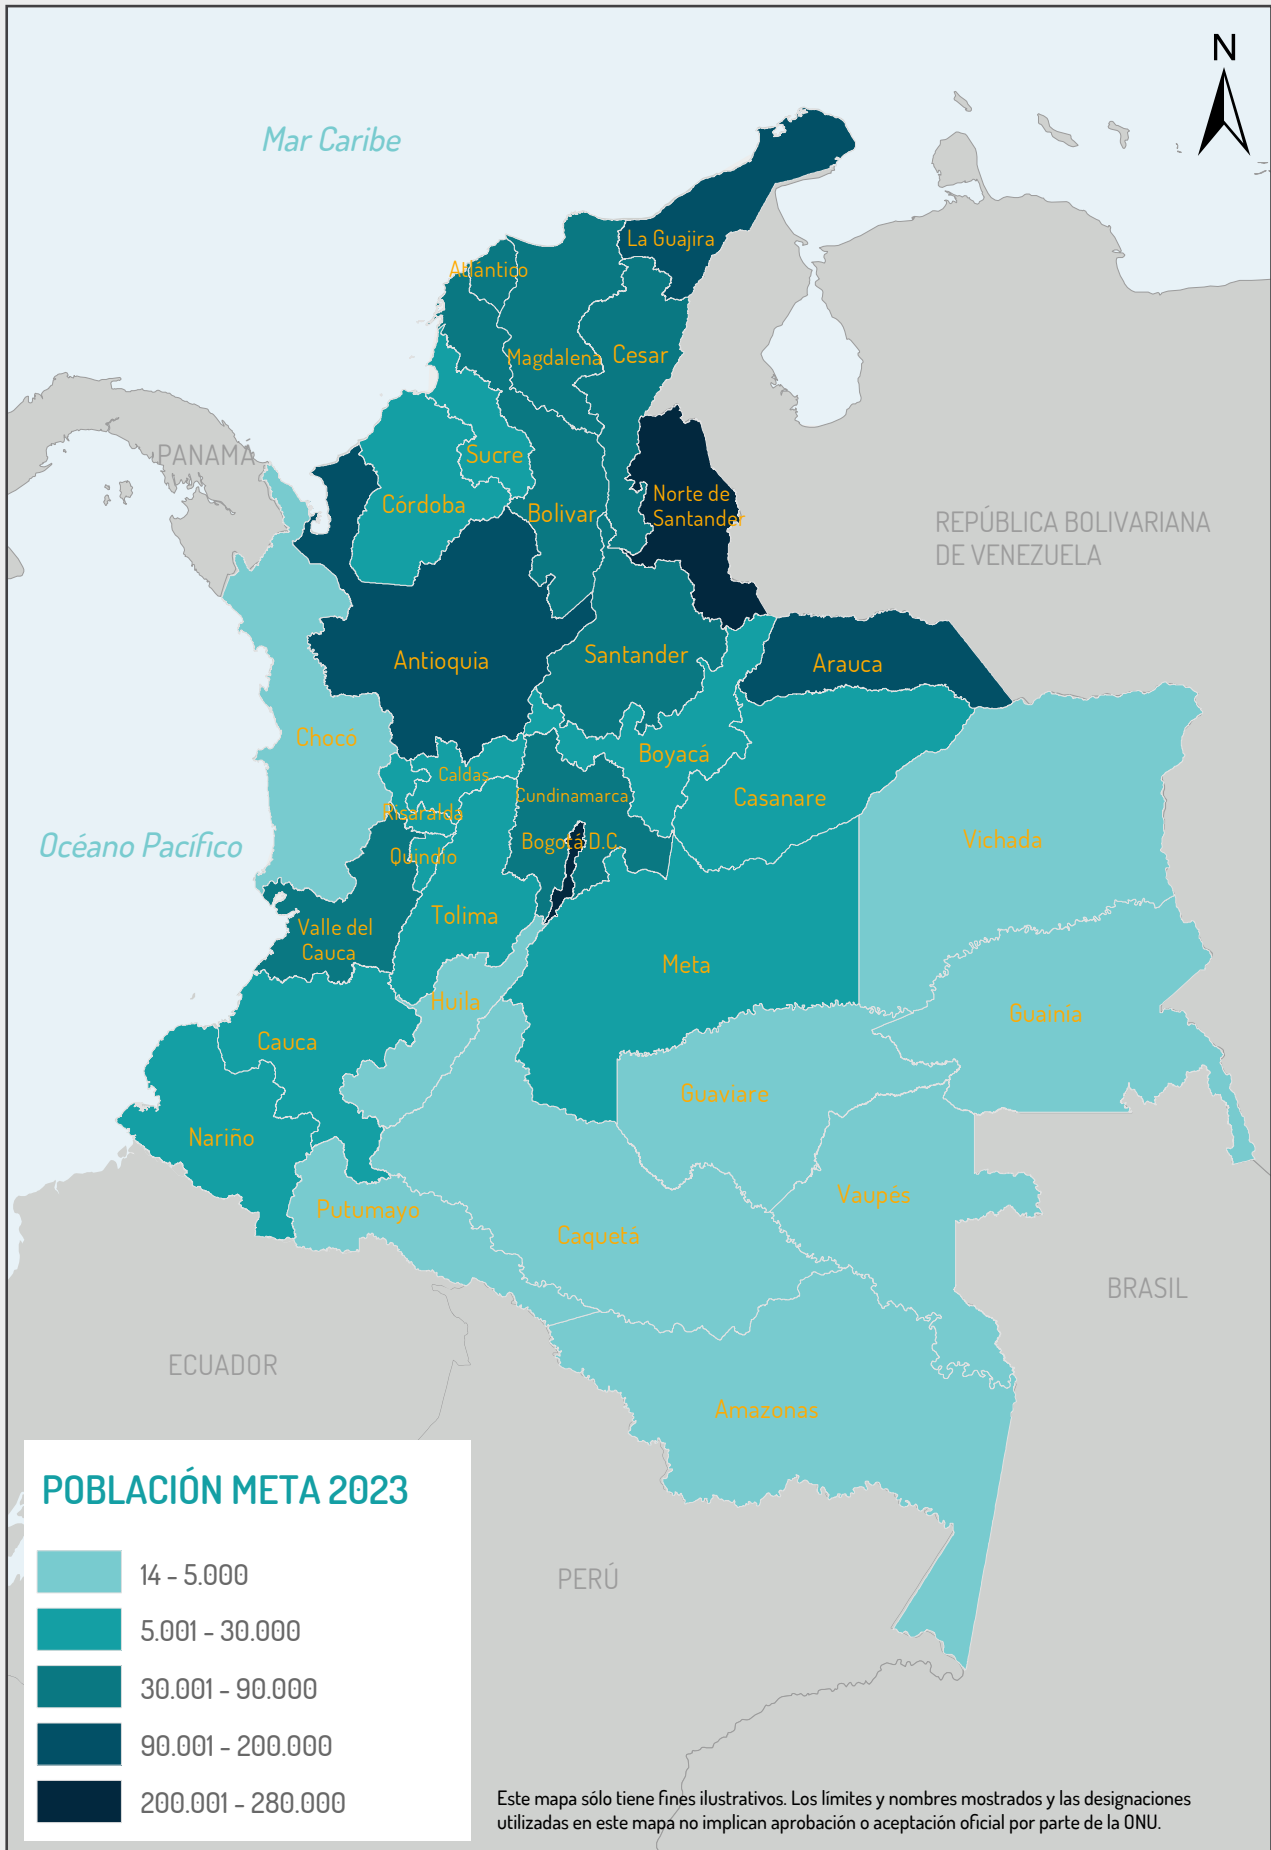 N
Mar Caribe
La Guajira
Atlántico
Magdalena
Cesar
PANAMÁ
Sucre
Córdoba
Bolivar
Norte de
Santander
REPÚBLICA BOLIVARIANA
DE VENEZUELA
Antioquia
Santander
Arauca
Chocó
Boyacá
Caldas
Cundinamarca
Casanare
Risaralda
Océano Pacífico
Bogotá D.C.
Vichada
Quindio
Tolima
Valle del
Cauca
Meta
Huila
Guainía
Cauca
Guaviare
Nariño
Vaupés
Putumayo
Caquetá
BRASIL
ECUADOR
Amazonas
POBLACIÓN META 2023
14 - 5.000
5.001 - 30.000
30.001 - 90.000
90.001 - 200.000
200.001 - 280.000
PERÚ
Este mapa sólo tiene fines ilustrativos. Los límites y nombres mostrados y las designaciones
utilizadas en este mapa no implican aprobación o aceptación oficial por parte de la ONU.